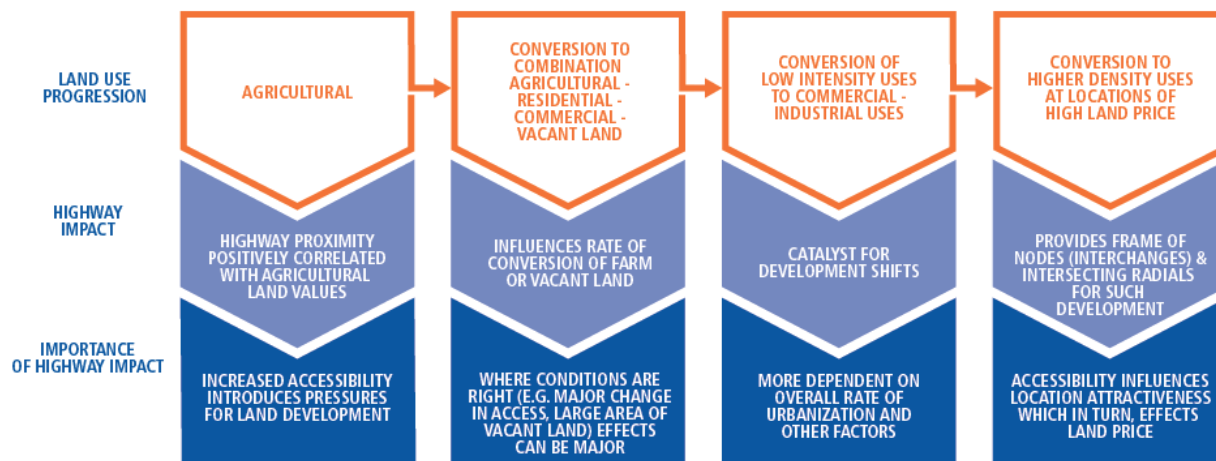 LAND USE
PROGRESSION
AGRICULTURAL
CONVERSION TO
COMBINATION
AGRICULTURAL -
RESIDENTIAL -
COMMERCIAL -
VACANT LAND
CONVERSION OF
LOW INTENSITY USES
TO COMMERCIAL -
INDUSTRIAL USES
CONVERSION TO
HIGHER DENSITY USES
AT LOCATIONS OF
HIGH LAND PRICE
HIGHWAY
IMPACT
HIGHWAY PROXIMITY
POSITIVELY CORRELATED
WITH AGRICULTURAL
LAND VALUES
INFLUENCES RATE OF
CONVERSION OF FARM
OR VACANT LAND
CATALYST FOR
DEVELOPMENT SHIFTS
PROVIDES FRAME OF
NODES (INTERCHANGES) &
INTERSECTING RADIALS
FOR SUCH
DEVELOPMENT
IMPORTANCE
OF HIGHWAY IMPACT
INCREASED ACCESSIBILITY
INTRODUCES PRESSURES
FOR LAND DEVELOPMENT
WHERE CONDITIONS ARE
RIGHT (E.G. MAJOR CHANGE
IN ACCESS, LARGE AREA OF
VACANT LAND) EFFECTS
CAN BE MAJOR
MORE DEPENDENT ON
OVERALL RATE OF
URBANIZATION AND
OTHER FACTORS
ACCESSIBILITY INFLUENCES
LOCATION ATTRACTIVENESS
WHICH IN TURN, EFFECTS
LAND PRICE